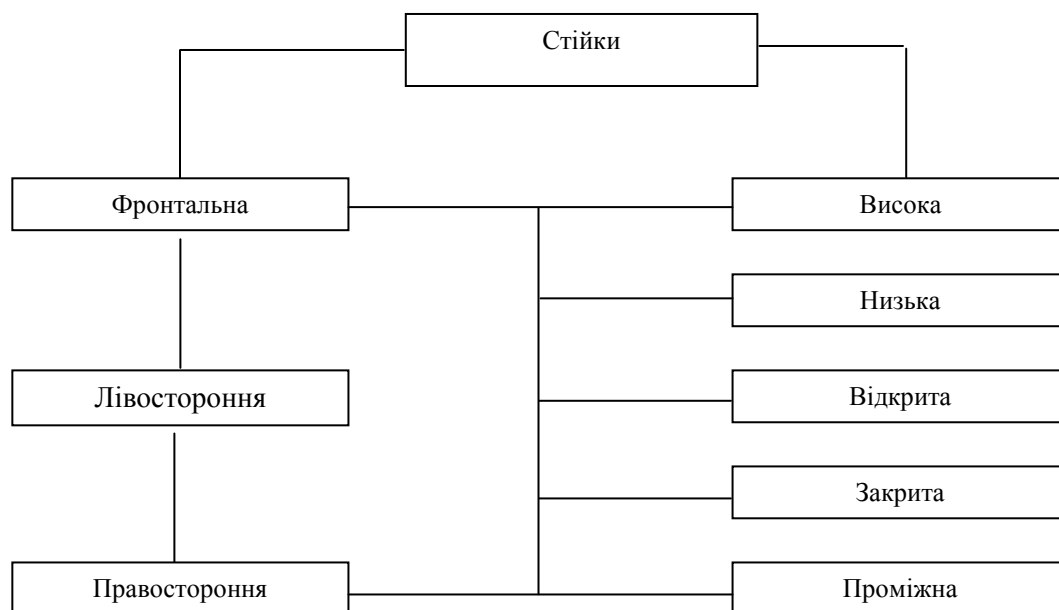 Стійки
Фронтальна
Висока
Низька
Лівостороння
Відкрита
Закрита
Правостороння
Проміжна